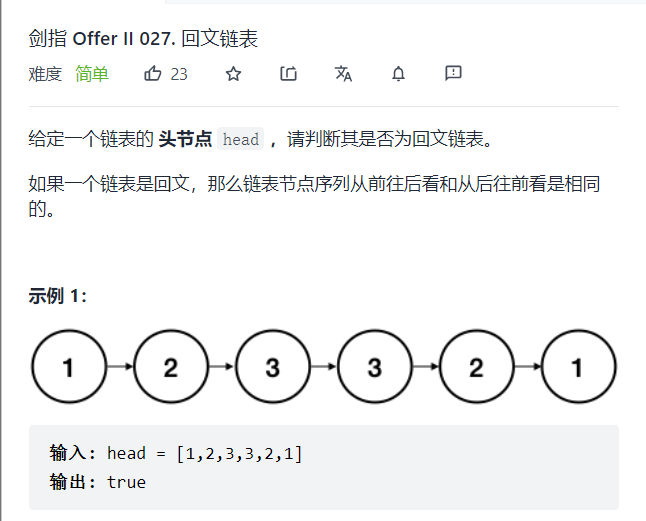 剑指 Offer II 027. 回文链表
难度 简单 23
给定一个链表的 头节点 head ，请判断其是否为回文链表。
如果一个链表是回文，那么链表节点序列从前往后看和从后往前看是相同
的。
示例 1：
1 2 3 3 2 1
输入：head = [1,2,3,3,2,1]
输出：true